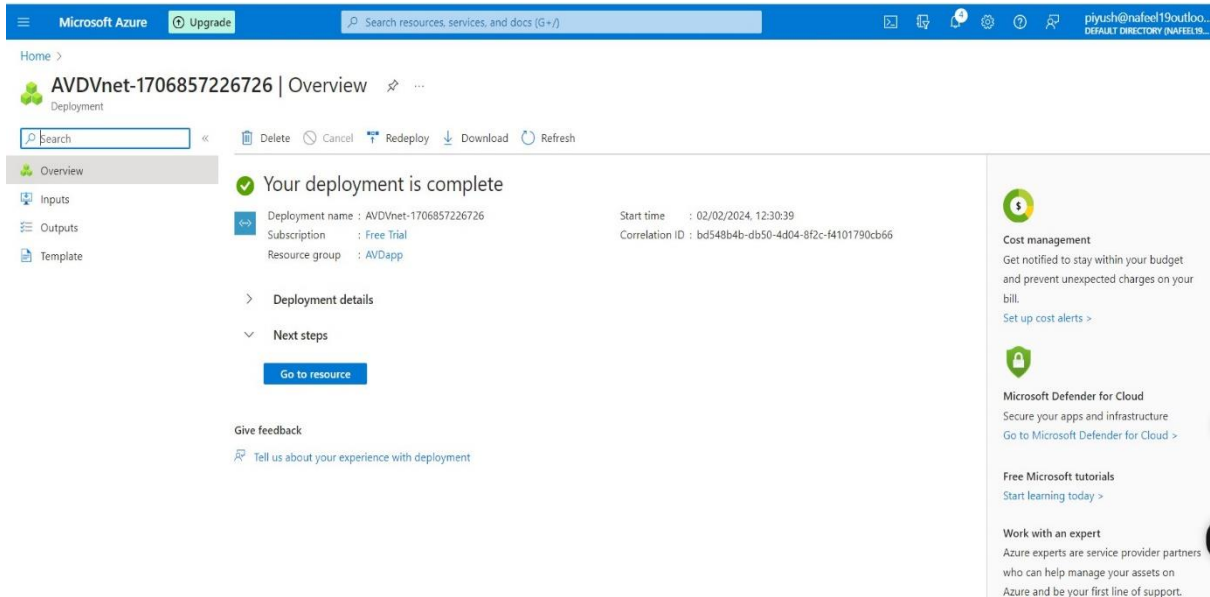 Microsoft Azure
Upgrade
Search resources, services, and docs (G+/)
4
piyush@nafeel19outloo...
DEFAULT DIRECTORY (NAFEEL19...
Home >
AVDVnet-1706857226726 | Overview
...
Deployment
Search
«
Delete
Cancel
Redeploy
Download
Refresh
Overview
Inputs
Outputs
Template
Your deployment is complete
Deployment name : AVDVnet-1706857226726
Subscription : Free Trial
Resource group : AVDapp
Start time : 02/02/2024, 12:30:39
Correlation ID : bd548b4b-db50-4d04-8f2c-f4101790cb66
Deployment details
Next steps
Go to resource
Give feedback
Tell us about your experience with deployment
Cost management
Get notified to stay within your budget
and prevent unexpected charges on your
bill.
Set up cost alerts >
Microsoft Defender for Cloud
Secure your apps and infrastructure
Go to Microsoft Defender for Cloud >
Free Microsoft tutorials
Start learning today >
Work with an expert
Azure experts are service provider partners
who can help manage your assets on
Azure and be your first line of support.